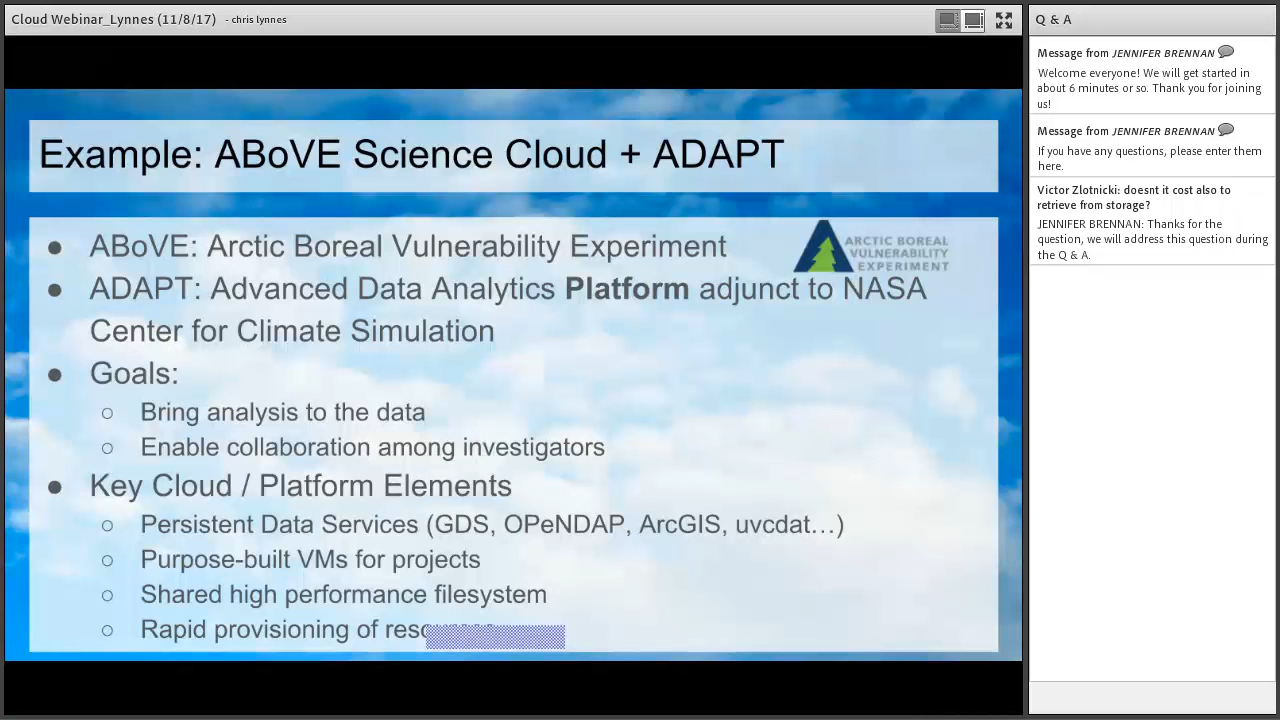 Cloud Webinar_Lynnes (11/8/17) - chris lynnes
Example: ABoVE Science Cloud + ADAPT
● ABoVE: Arctic Boreal Vulnerability Experiment
ARCTIC BOREAL
VULNERABILITY
EXPERIMENT
● ADAPT: Advanced Data Analytics Platform adjunct to NASA
Center for Climate Simulation
● Goals:
○ Bring analysis to the data
○ Enable collaboration among investigators
● Key Cloud / Platform Elements
○ Persistent Data Services (GDS, OPeNDAP, ArcGIS, uvcdat…)
○ Purpose-built VMs for projects
○ Shared high performance filesystem
○ Rapid provisioning of
Q & A
Message from JENNIFER BRENNAN
Welcome everyone! We will get started in
about 6 minutes or so. Thank you for joining
us!
Message from JENNIFER BRENNAN
If you have any questions, please enter them
here.
Victor Zlotnicki: doesnt it cost also to
retrieve from storage?
JENNIFER BRENNAN: Thanks for the
question, we will address this question during
the Q & A.